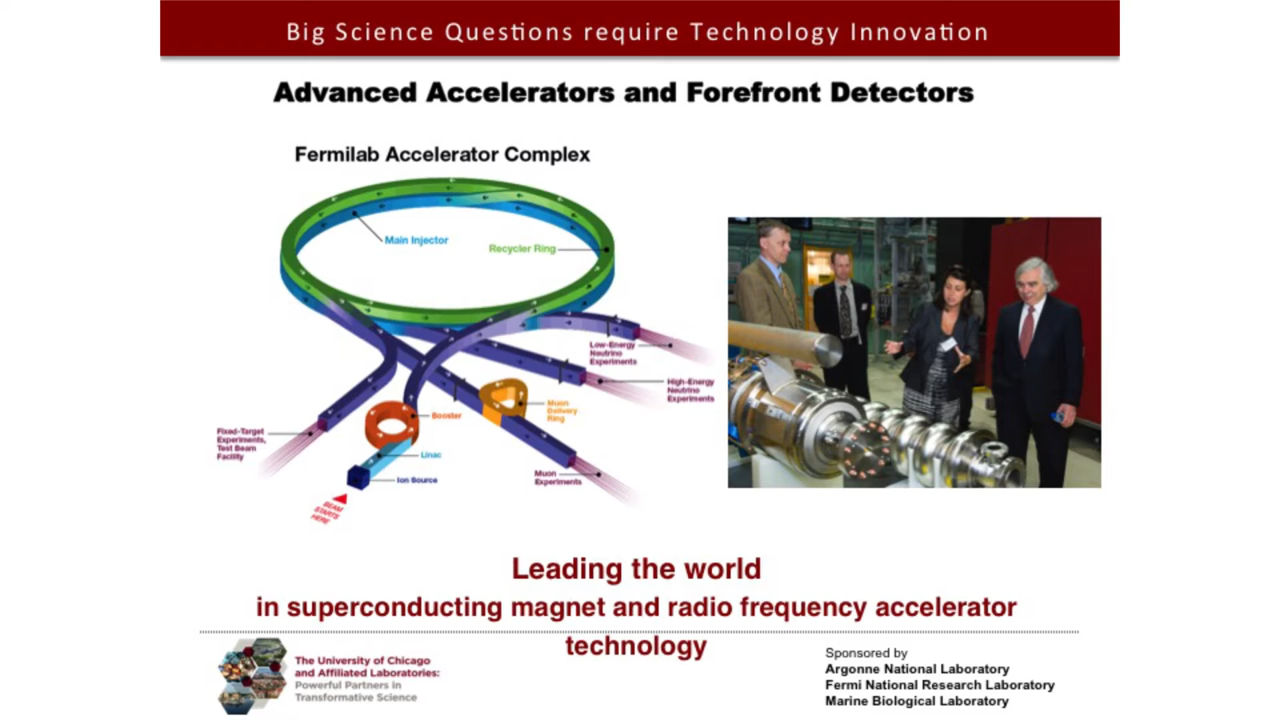 Big Science Questions require Technology Innovation
Advanced Accelerators and Forefront Detectors
Fermilab Accelerator Complex
Main Injector
Recycler Ring
Low-Energy
Neutrino
Experiments
High-Energy
Neutrino
Experiments
Muon
Delivery
Ring
Booster
Fixed-Target
Experiments,
Test Beam
Facility
Linac
Ion Source
Muon
Experiments
BEAM
STARTS
HERE
Leading the world
in superconducting magnet and radio frequency accelerator
technology
The University of Chicago
and Affiliated Laboratories:
Powerful Partners in
Transformative Science
Sponsored by
Argonne National Laboratory
Fermi National Research Laboratory
Marine Biological Laboratory